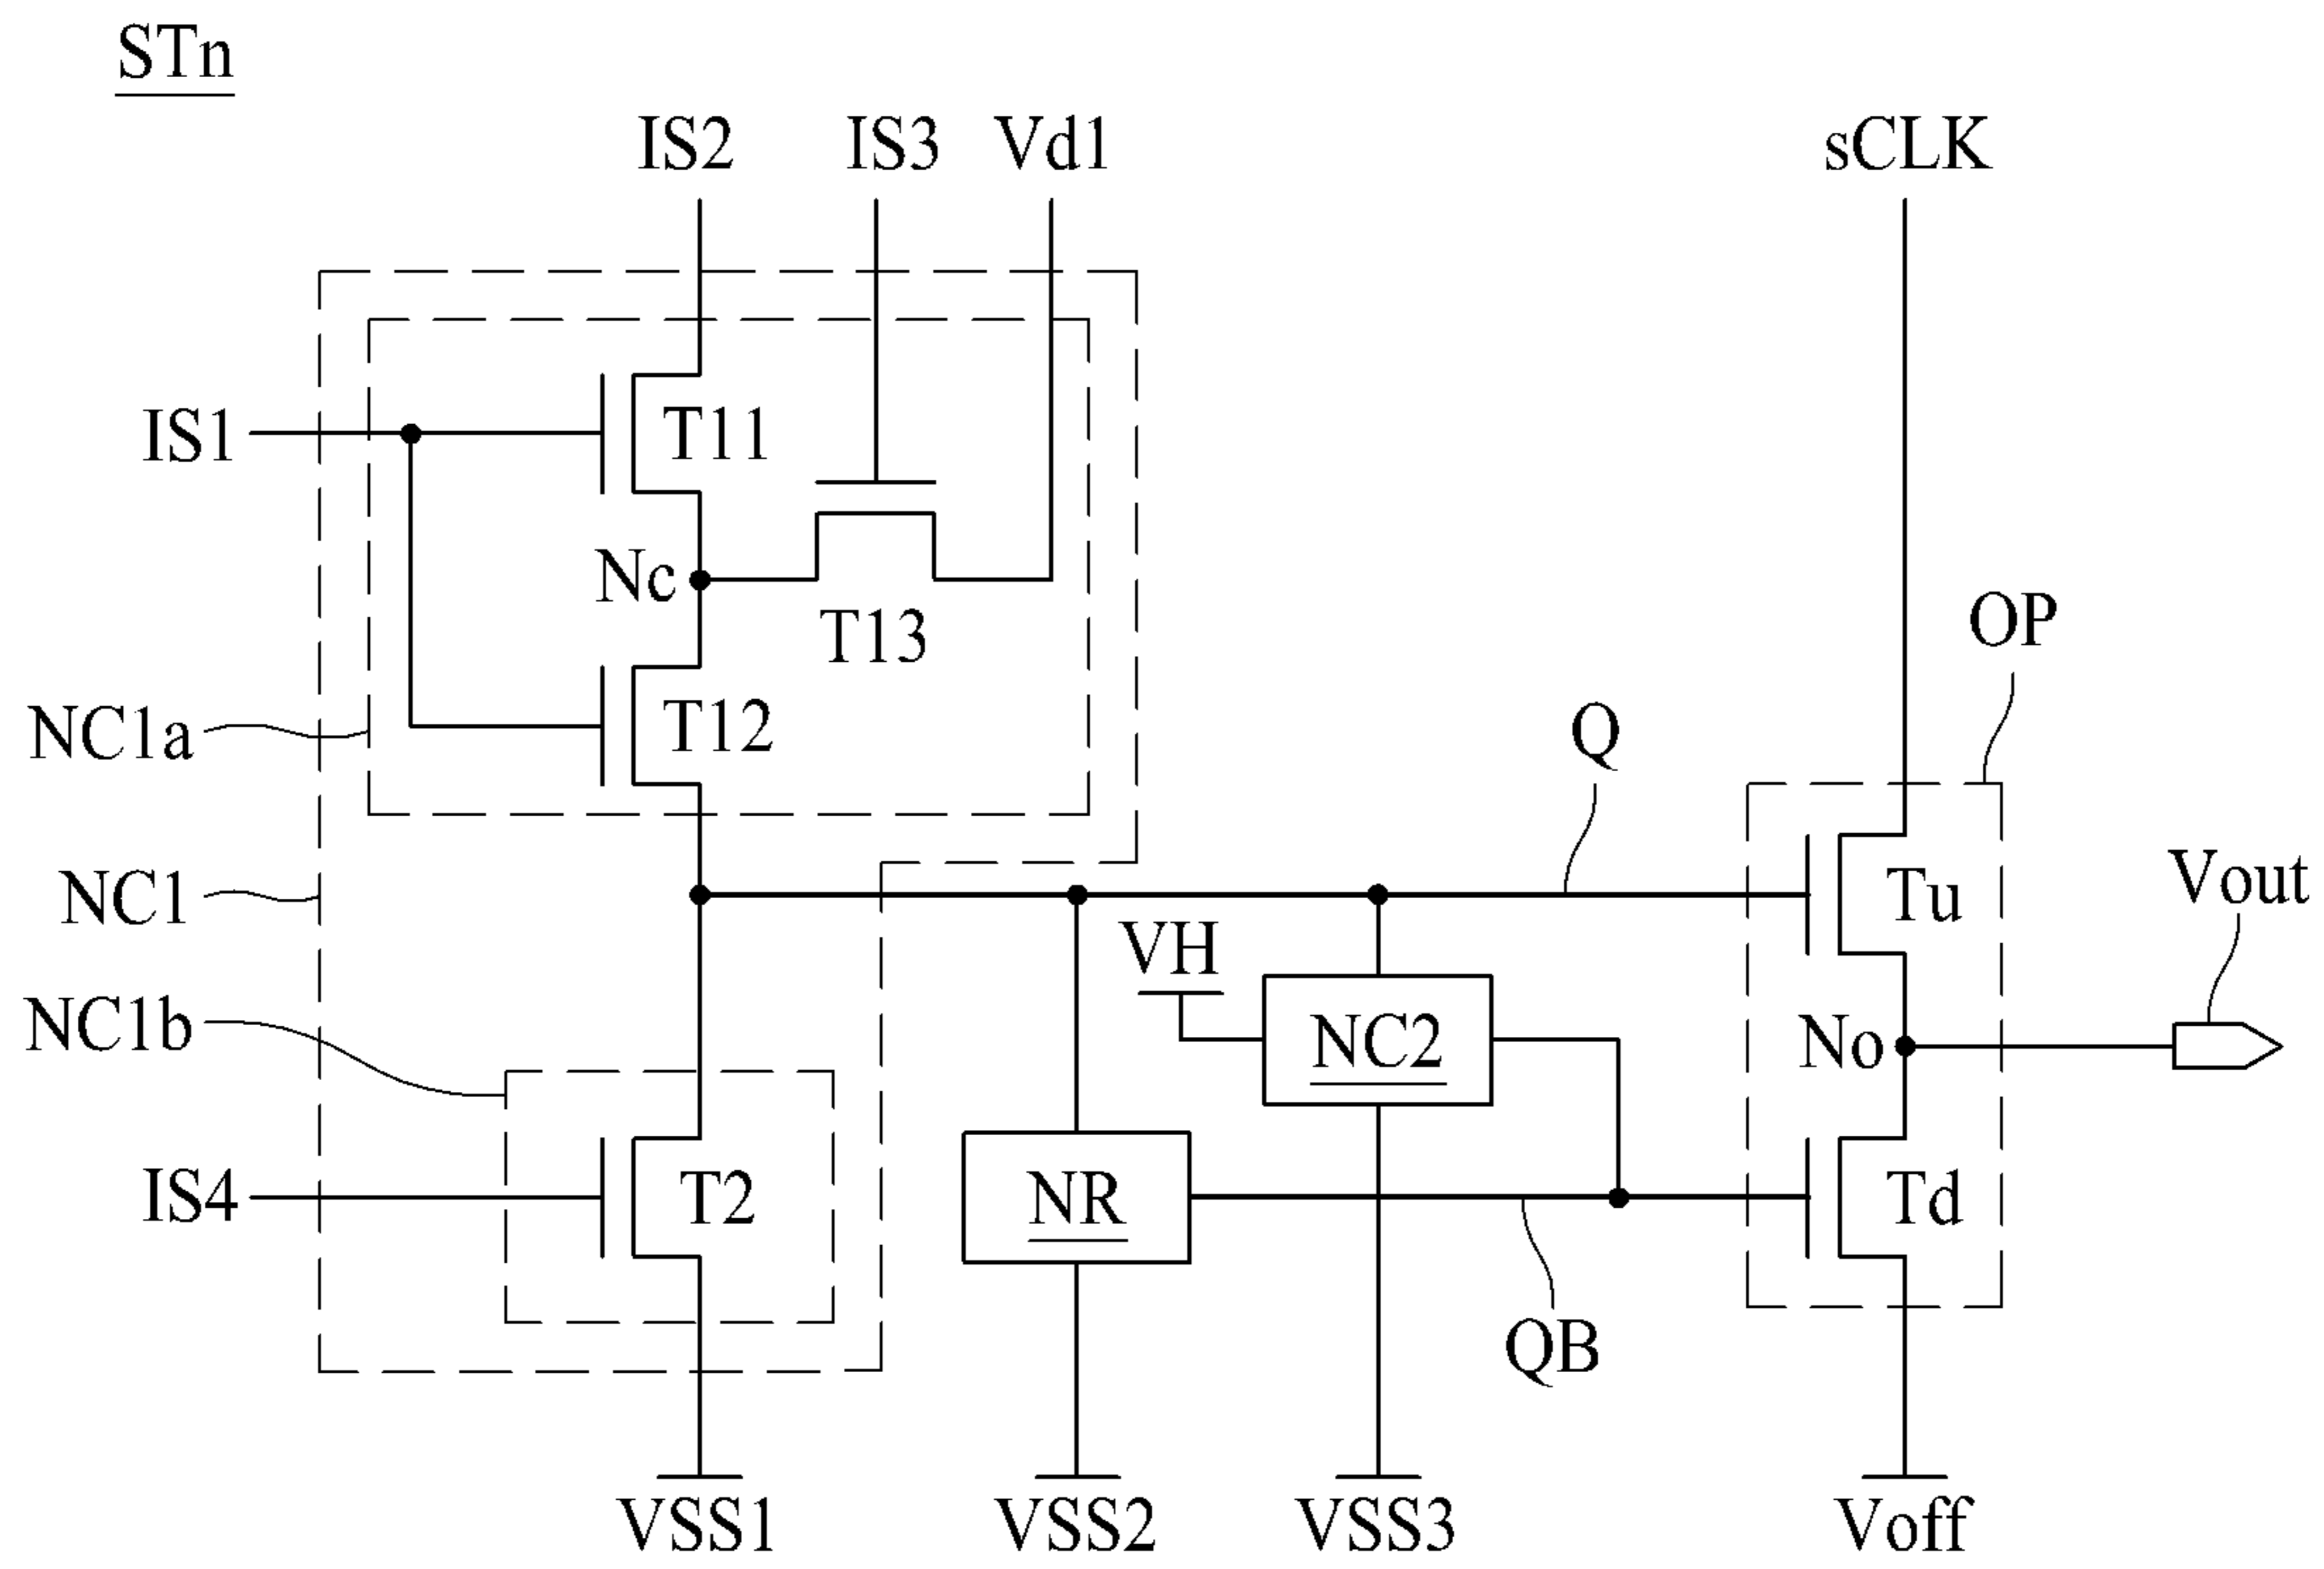 STn
IS2 IS3 Vd1 sCLK
IS1
T11
Nc
T13
OP
NC1a
T12
Q
NC1
Tu
Vout
VH
NC1b
NC2
No
IS4
T2
NR
Td
QB
VSS1 VSS2 VSS3 Voff